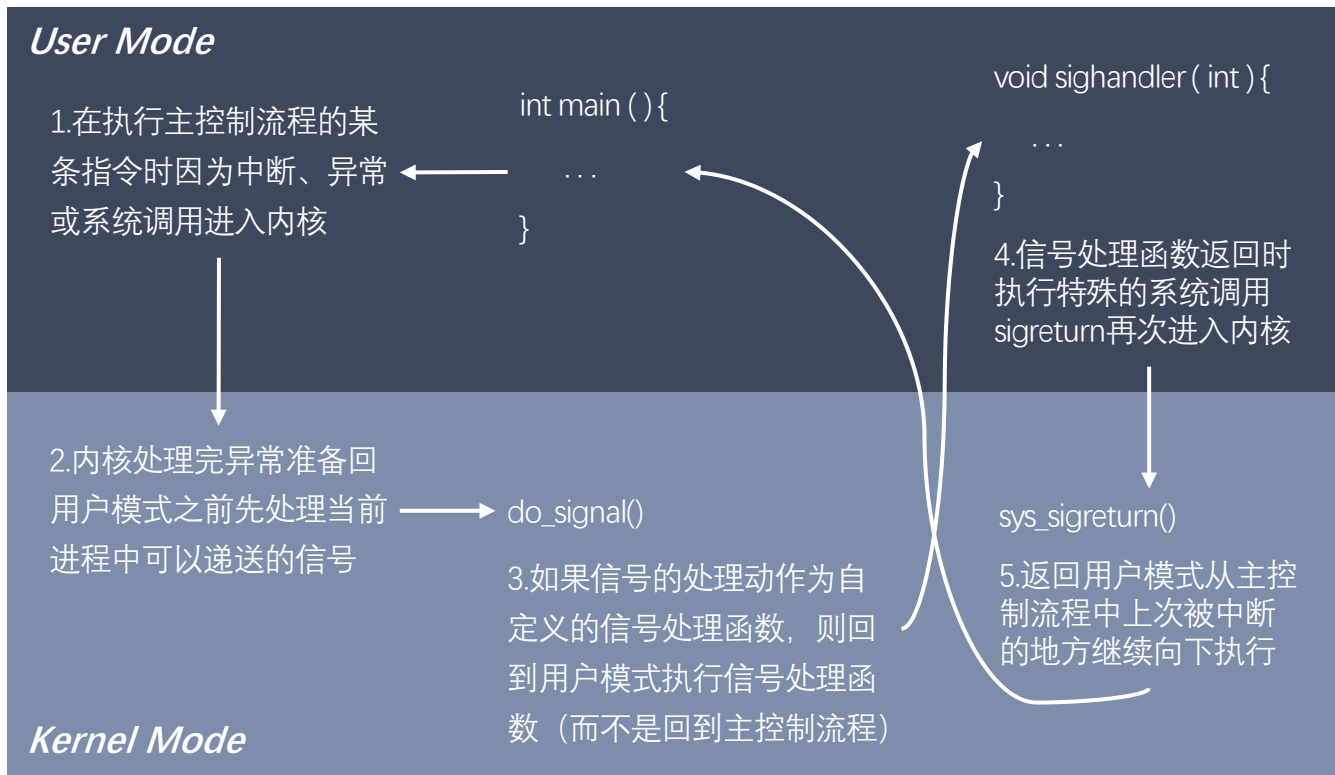 User Mode
1.在执行主控制流程的某
条指令时因为中断、异常
或系统调用进入内核
int main ( ) {
. . .
}
void sighandler ( int ) {
. . .
}
4.信号处理函数返回时
执行特殊的系统调用
sigreturn再次进入内核
2.内核处理完异常准备回
用户模式之前先处理当前
进程中可以递送的信号
do_signal()
3.如果信号的处理动作为自
定义的信号处理函数，则回
到用户模式执行信号处理函
数（而不是回到主控制流程）
sys_sigreturn()
5.返回用户模式从主控
制流程中上次被中断
的地方继续向下执行
Kernel Mode